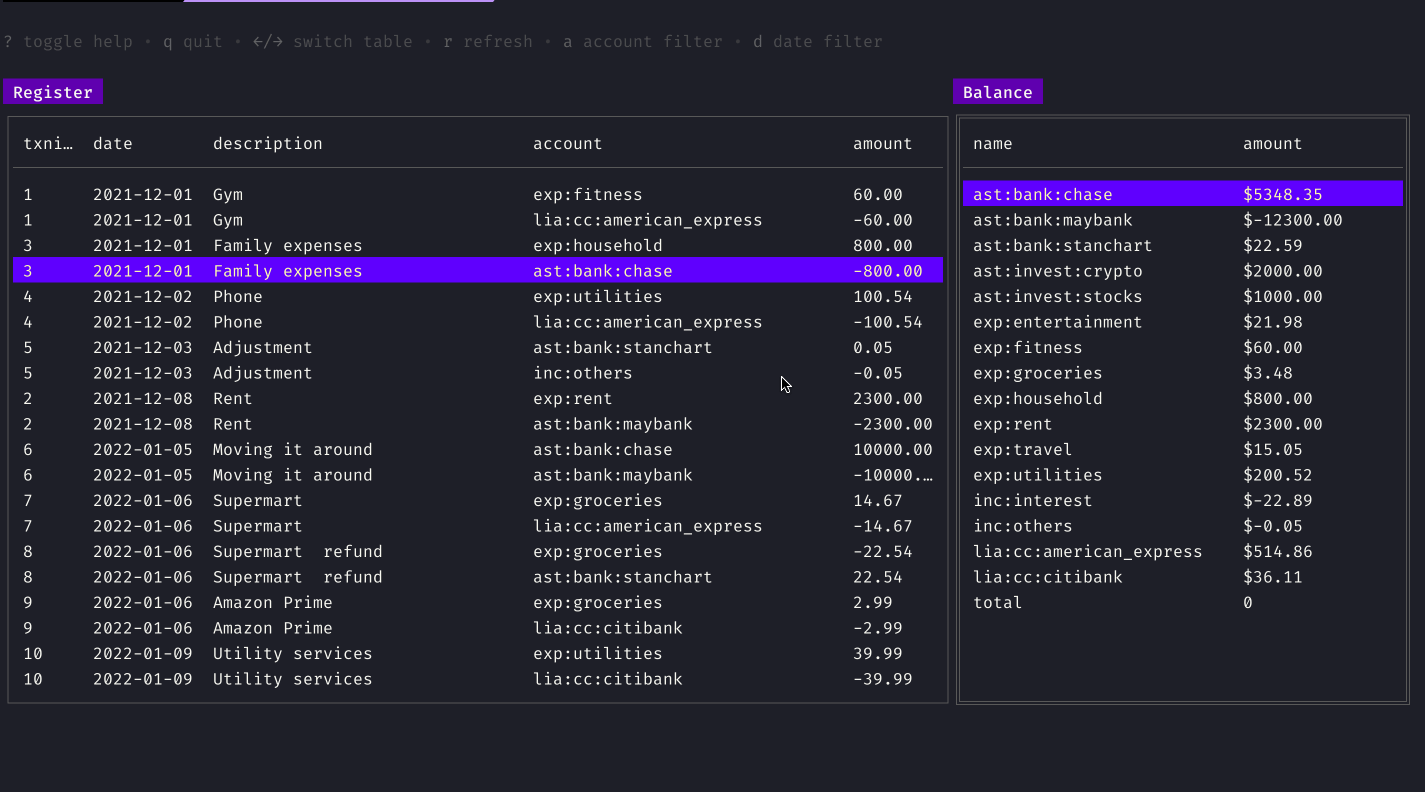 ? toggle help • q quit • ←/→ switch table • r refresh • a account filter • d date filter
Register
txni… date description account amount
1 2021-12-01 Gym exp:fitness 60.00
1 2021-12-01 Gym lia:cc:american_express -60.00
3 2021-12-01 Family expenses exp:household 800.00
3 2021-12-01 Family expenses ast:bank:chase -800.00
4 2021-12-02 Phone exp:utilities 100.54
4 2021-12-02 Phone lia:cc:american_express -100.54
5 2021-12-03 Adjustment ast:bank:stanchart 0.05
5 2021-12-03 Adjustment inc:others -0.05
2 2021-12-08 Rent exp:rent 2300.00
2 2021-12-08 Rent ast:bank:maybank -2300.00
6 2022-01-05 Moving it around ast:bank:chase 10000.00
6 2022-01-05 Moving it around ast:bank:maybank -10000.…
7 2022-01-06 Supermart exp:groceries 14.67
7 2022-01-06 Supermart lia:cc:american_express -14.67
8 2022-01-06 Supermart  refund exp:groceries -22.54
8 2022-01-06 Supermart  refund ast:bank:stanchart 22.54
9 2022-01-06 Amazon Prime exp:groceries 2.99
9 2022-01-06 Amazon Prime lia:cc:citibank -2.99
10 2022-01-09 Utility services exp:utilities 39.99
10 2022-01-09 Utility services lia:cc:citibank -39.99
Balance
name amount
ast:bank:chase $5348.35
ast:bank:maybank $-12300.00
ast:bank:stanchart $22.59
ast:invest:crypto $2000.00
ast:invest:stocks $1000.00
exp:entertainment $21.98
exp:fitness $60.00
exp:groceries $3.48
exp:household $800.00
exp:rent $2300.00
exp:travel $15.05
exp:utilities $200.52
inc:interest $-22.89
inc:others $-0.05
lia:cc:american_express $514.86
lia:cc:citibank $36.11
total 0